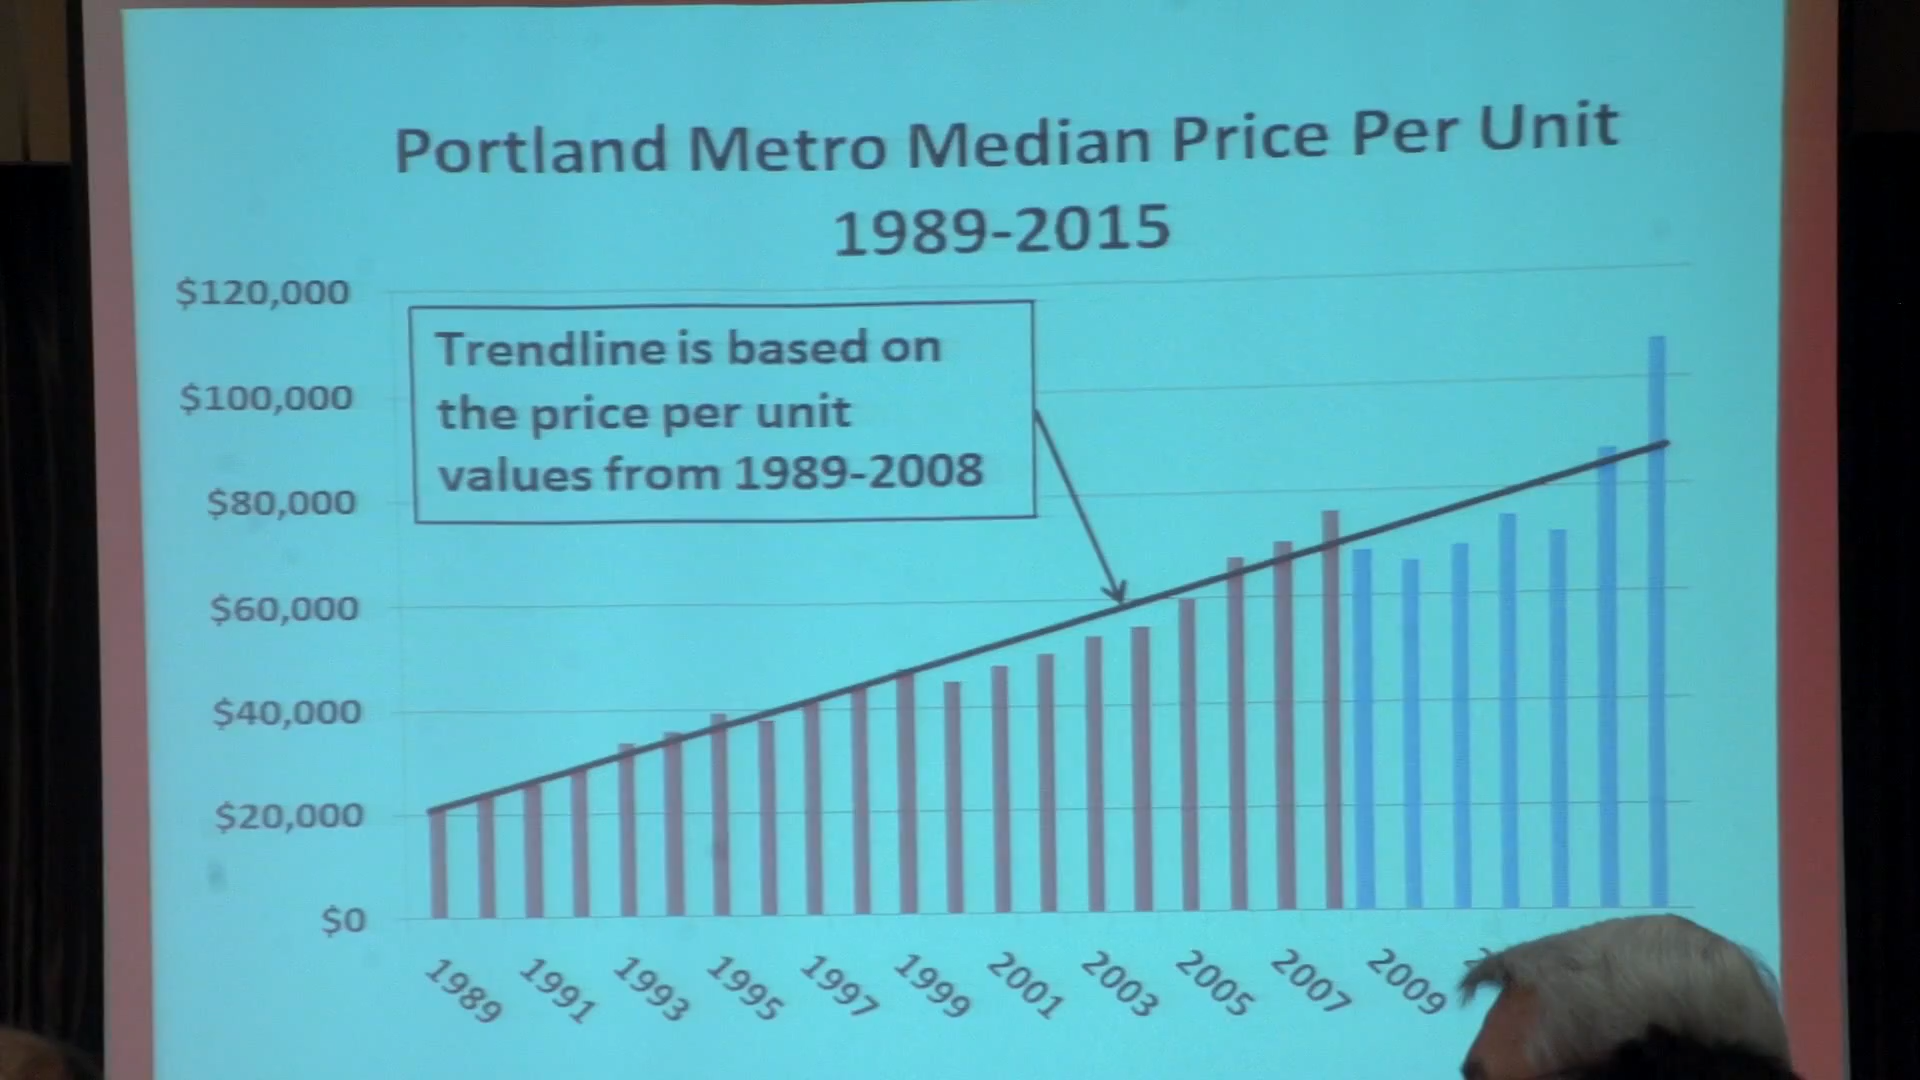 Portland Metro Median Price Per Unit
1989-2015
$120,000
Trendline is based on
the price per unit
values from 1989-2008
$100,000
$80,000
$60,000
$40,000
$20,000
$0
1989 1991 1993 1995 1997 1999 2001 2003 2005 2007 2009